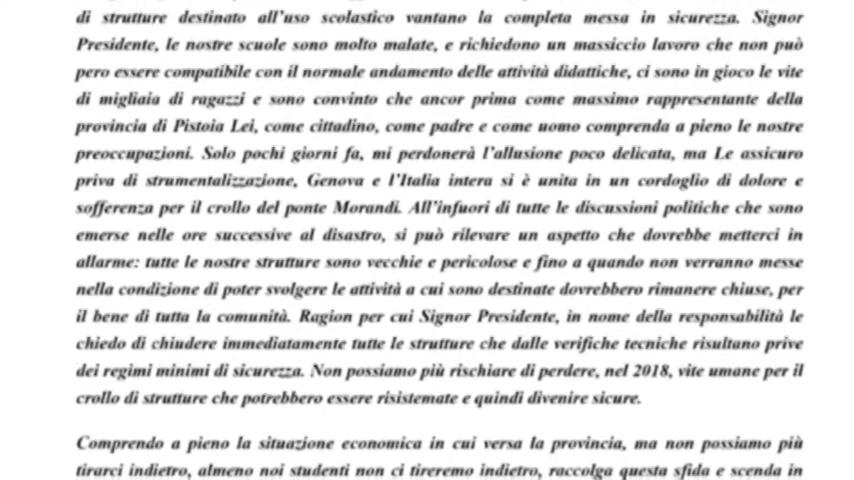 di strutture destinato all'uso scolastico vantano la completa messa in sicurezza. Signor
Presidente, le nostre scuole sono molto malate, e richiedono un massiccio lavoro che non può
pero essere compatibile con il normale andamento delle attività didattiche, ci sono in gioco le vite
di migliaia di ragazzi e sono convinto che ancor prima come massimo rappresentante della
provincia di Pistoia Lei, come cittadino, come padre e come uomo comprenda a pieno le nostre
preoccupazioni. Solo pochi giorni fa, mi perdonerà l'allusione poco delicata, ma Le assicuro
priva di strumentalizzazione, Genova e l'Italia intera si è unita in un cordoglio di dolore e
sofferenza per il crollo del ponte Morandi. All'infuori di tutte le discussioni politiche che sono
emerse nelle ore successive al disastro, si può rilevare un aspetto che dovrebbe metterci in
allarme: tutte le nostre strutture sono vecchie e pericolose e fino a quando non verranno messe
nella condizione di poter svolgere le attività a cui sono destinate dovrebbero rimanere chiuse, per
il bene di tutta la comunità. Ragion per cui Signor Presidente, in nome della responsabilità le
chiedo di chiudere immediatamente tutte le strutture che dalle verifiche tecniche risultano prive
dei regimi minimi di sicurezza. Non possiamo più rischiare di perdere, nel 2018, vite umane per il
crollo di strutture che potrebbero essere risistemate e quindi divenire sicure.
Comprendo a pieno la situazione economica in cui versa la provincia, ma non possiamo più
tirarci indietro, almeno noi studenti non ci tireremo indietro, raccolga questa sfida e scenda in